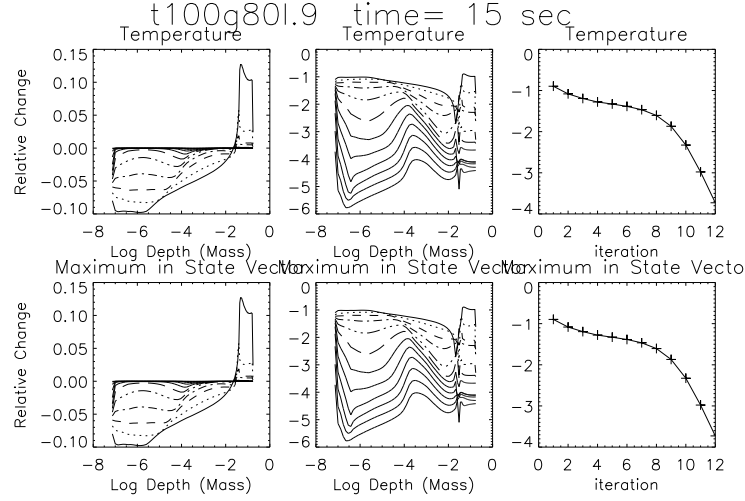 t100g80l.9 time= 15 sec
Temperature Temperature Temperature
0.15 0 0
0.10 −1 −1
0.05 −2
0.00 −3 −2
−0.05 −4 −3
−5
−0.10 −6 −4
Relative Change
−8 −6 −4 −2 0 −8 −6 −4 −2 0 0 2 4 6 8 10 12
Log Depth (Mass) Log Depth (Mass) iteration
Maximum in State Vector Maximum in State Vector Maximum in State Vecto
0.15 0 0
0.10 −1 −1
0.05 −2
0.00 −3 −2
−0.05 −4 −3
−5
−0.10 −6 −4
Relative Change
−8 −6 −4 −2 0 −8 −6 −4 −2 0 0 2 4 6 8 10 12
Log Depth (Mass) Log Depth (Mass) iteration